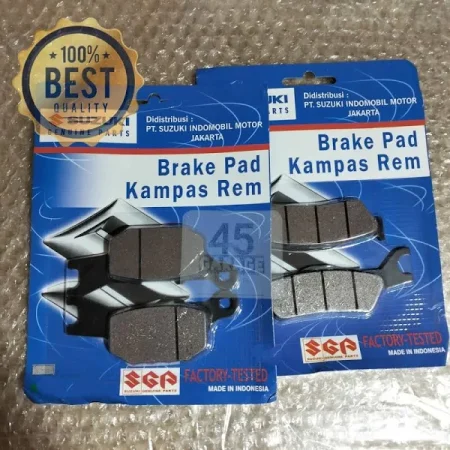 100%
BEST
QUALITY
SUZUKI
GENUINE PARTS
Didistribusi :
PT. SUZUKI INDOMOBIL MOTOR
JAKARTA
Brake Pad
Kampas Rem
45
GARAGE
SGP
SUZUKI GENUINE PARTS
FACTORY-TESTED
MADE IN INDONESIA
UKI
PARTS
Didistribusi :
PT. SUZUKI INDOMOBIL MOTOR
JAKARTA
Brake Pad
Kampas Rem
SGP
SUZUKI GENUINE PARTS
FACTORY-TESTED
MADE IN INDONESIA